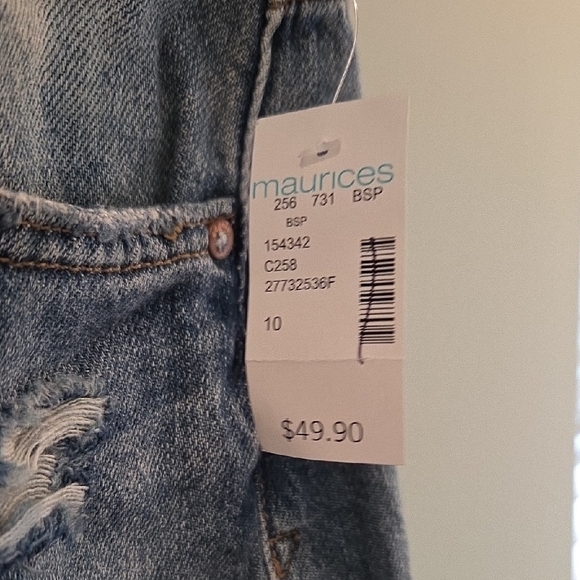 maurices
256 731 BSP
BSP
154342
C258
27732536F
10
$49.90